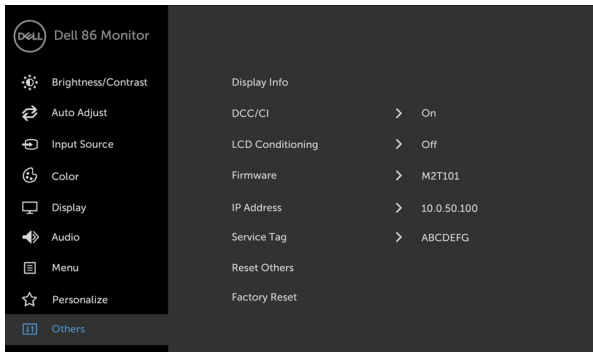 DELL Dell 86 Monitor
Brightness/Contrast
Auto Adjust
Input Source
Color
Display
Audio
Menu
Personalize
Others
Display Info
DCC/CI > On
LCD Conditioning > Off
Firmware > M2T101
IP Address > 10.0.50.100
Service Tag > ABCDEFG
Reset Others
Factory Reset